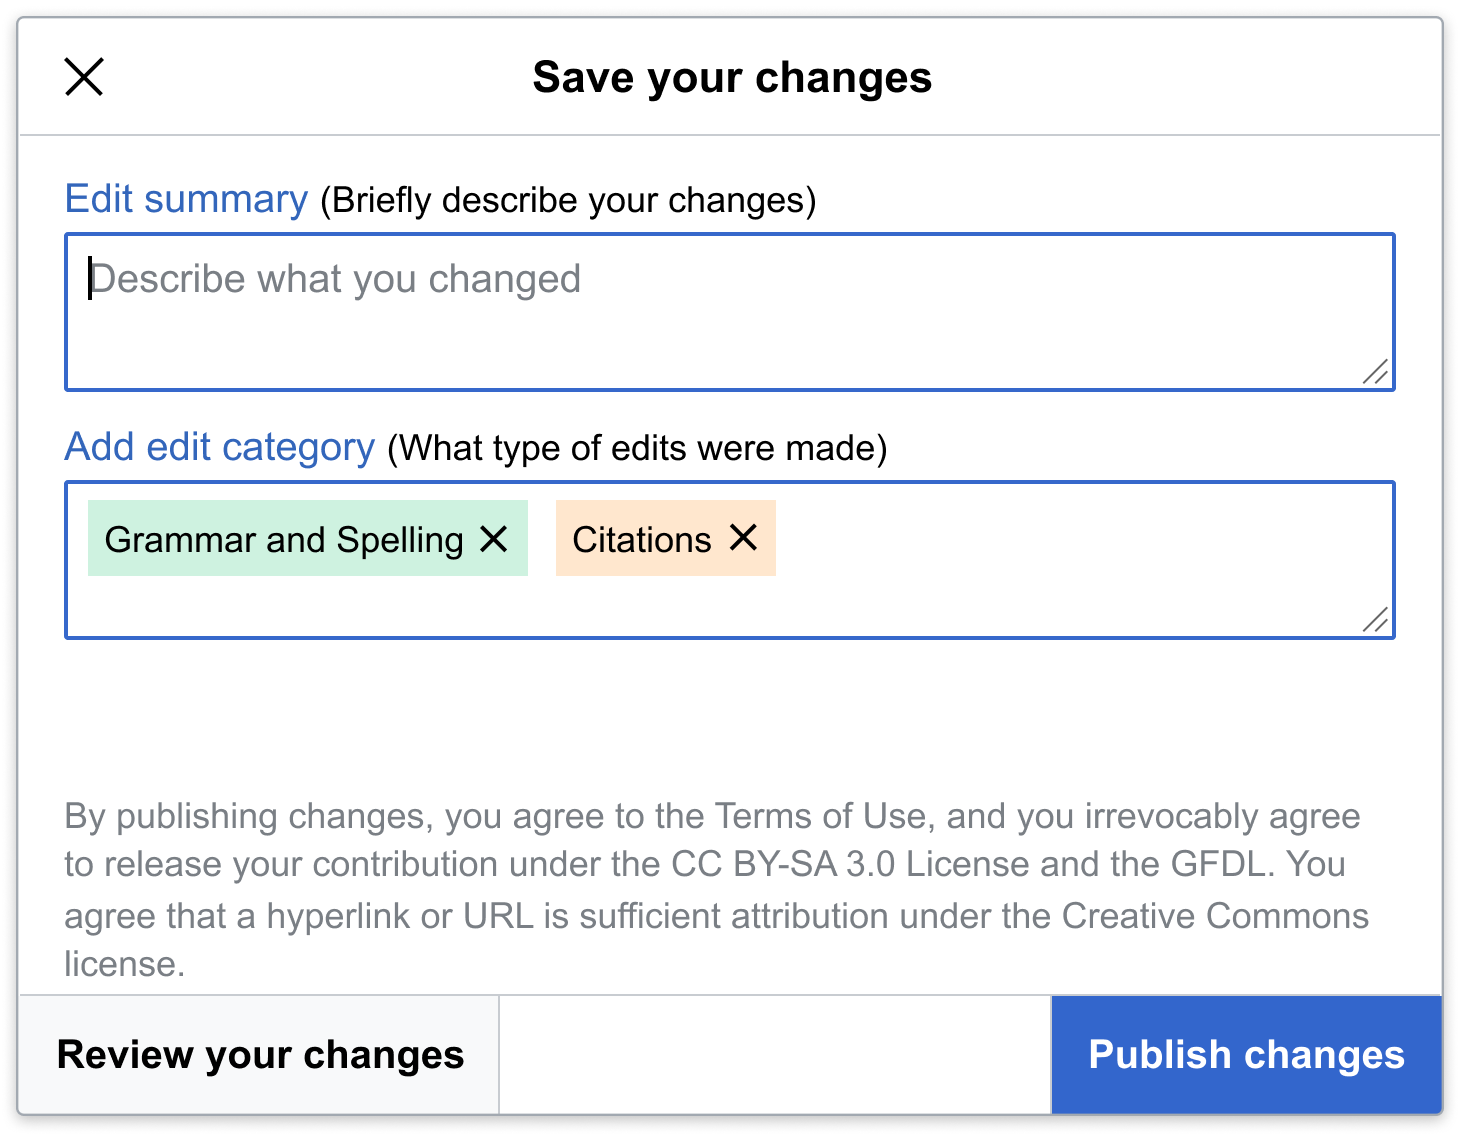 Save your changes
Edit summary (Briefly describe your changes)
Describe what you changed
Add edit category (What type of edits were made)
Grammar and Spelling Citations
By publishing changes, you agree to the Terms of Use, and you irrevocably agree
to release your contribution under the CC BY-SA 3.0 License and the GFDL. You
agree that a hyperlink or URL is sufficient attribution under the Creative Commons
license.
Review your changes Publish changes